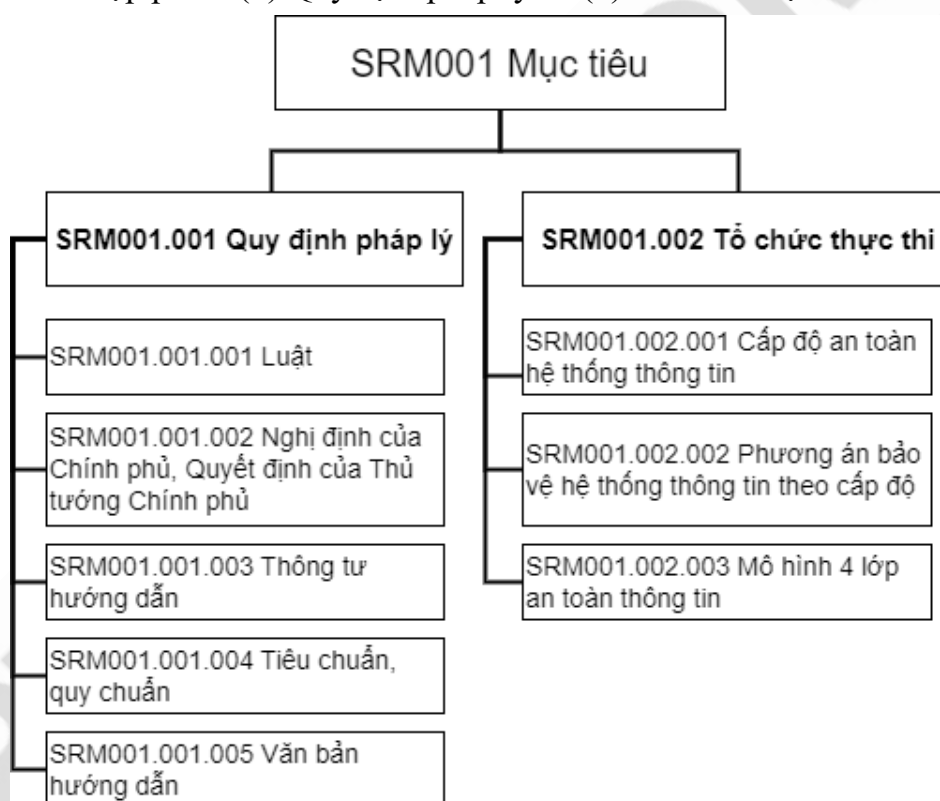 SRM001 Mục tiêu
SRM001.001 Quy định pháp lý
SRM001.001.001 Luật
SRM001.001.002 Nghị định của
Chính phủ, Quyết định của Thủ
tướng Chính phủ
SRM001.001.003 Thông tư
hướng dẫn
SRM001.001.004 Tiêu chuẩn,
quy chuẩn
SRM001.001.005 Văn bản
hướng dẫn
SRM001.002 Tổ chức thực thi
SRM001.002.001 Cấp độ an toàn
hệ thống thông tin
SRM001.002.002 Phương án bảo
vệ hệ thống thông tin theo cấp độ
SRM001.002.003 Mô hình 4 lớp
an toàn thông tin